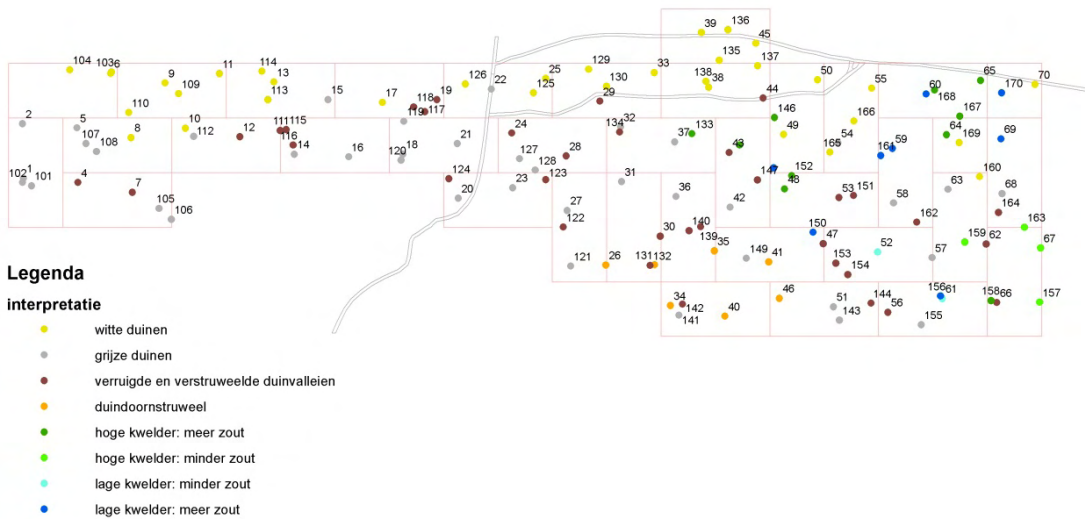 39 136
45
104 1036 114 129 33 135 137
9 11 13 126 22 25 138 38 50 55 60 65 170 70
109 113 15 17 19 125 130 44 168
110 118 29 146 167
2 5 8 10 112 12 111 115 119 117 24 134 32 37 133 49 54 166 59 64 169 69
107 108 116 14 16 120 18 21 127 28 43 165 161
102 1 101 4 7 124 128 123 31 147 152 48 53 151 160
105 106 20 23 27 36 42 58 63 68 164
122 30 140 150 162 163
121 26 131 132 139 35 149 41 47 52 57 159 62 67
153 154
34 142 40 46 51 144 56 156 61 158 66 157
141 143 155
Legenda
interpretatie
witte duinen
grijze duinen
verruigde en verstruweelde duinvalleien
duindoornstruweel
hoge kwelder: meer zout
hoge kwelder: minder zout
lage kwelder: minder zout
lage kwelder: meer zout